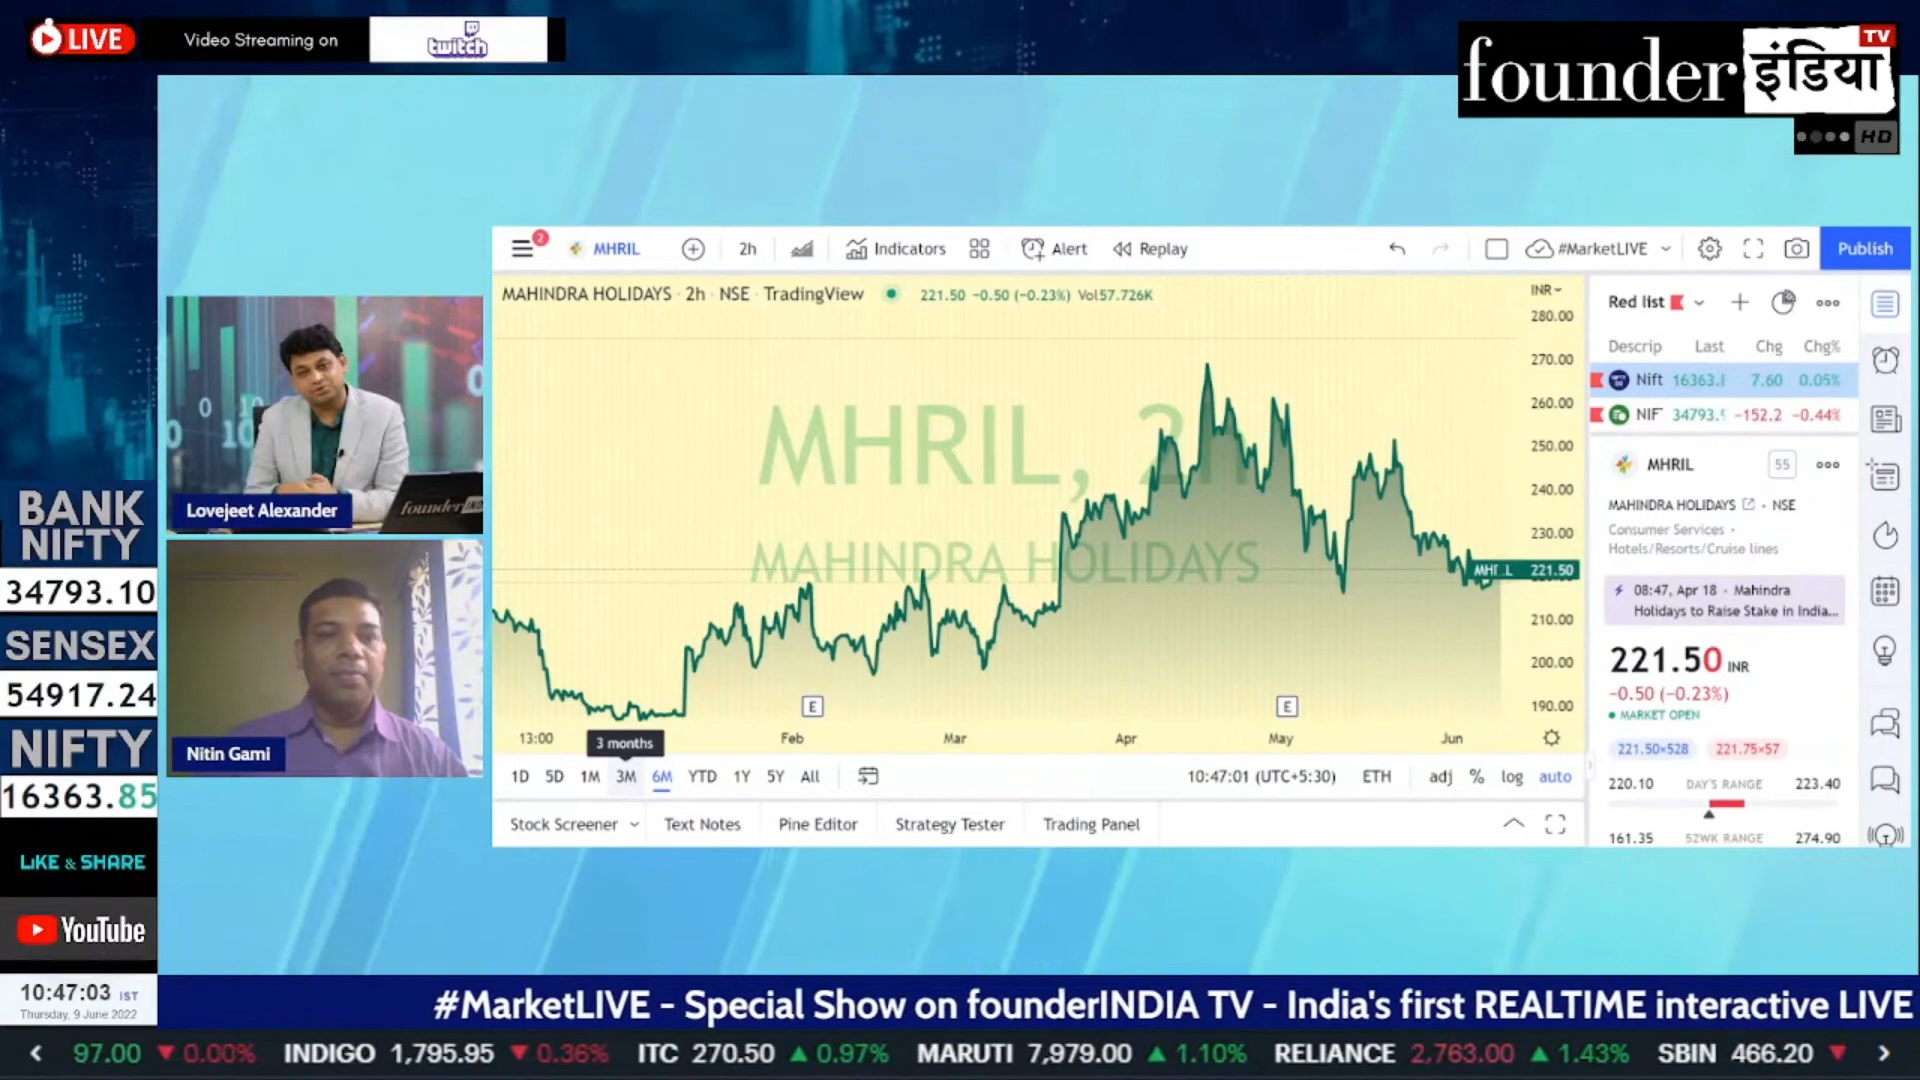 LIVE
Video Streaming on
twitch
founder इंडिया
TV
HD
2
MHRIL
2h
Indicators
Alert
Replay
#MarketLIVE
Publish
MAHINDRA HOLIDAYS · 2h · NSE · TradingView
221.50 −0.50 (−0.23%) Vol57.726K
INR
280.00
270.00
260.00
250.00
240.00
230.00
MHRIL 221.50
210.00
200.00
190.00
MHRIL, 2h
MAHINDRA HOLIDAYS
E
E
13:00
Feb
Mar
Apr
May
Jun
3 months
1D 5D 1M 3M 6M YTD 1Y 5Y All
10:47:01 (UTC+5:30)
ETH
adj % log auto
Stock Screener
Text Notes
Pine Editor
Strategy Tester
Trading Panel
Red list
Descrip Last Chg Chg%
Nift 16363.8 7.60 0.05%
NIF 34793.9 −152.2 −0.44%
MHRIL
55
MAHINDRA HOLIDAYS · NSE
Consumer Services ·
Hotels/Resorts/Cruise lines
08:47, Apr 18 · Mahindra
Holidays to Raise Stake in India...
221.50 INR
−0.50 (−0.23%)
MARKET OPEN
221.50×528 221.75×57
220.10 DAY'S RANGE 223.40
161.35 52WK RANGE 274.90
Lovejeet Alexander
founder
Nitin Gami
BANK
NIFTY
34793.10
SENSEX
54917.24
NIFTY
16363.85
LIKE & SHARE
YouTube
10:47:03 IST
Thursday, 9 June 2022
#MarketLIVE - Special Show on founderINDIA TV - India's first REALTIME interactive LIVE
97.00 ▼ 0.00% INDIGO 1,795.95 ▼ 0.36% ITC 270.50 ▲ 0.97% MARUTI 7,979.00 ▲ 1.10% RELIANCE 2,763.00 ▲ 1.43% SBIN 466.20 ▼